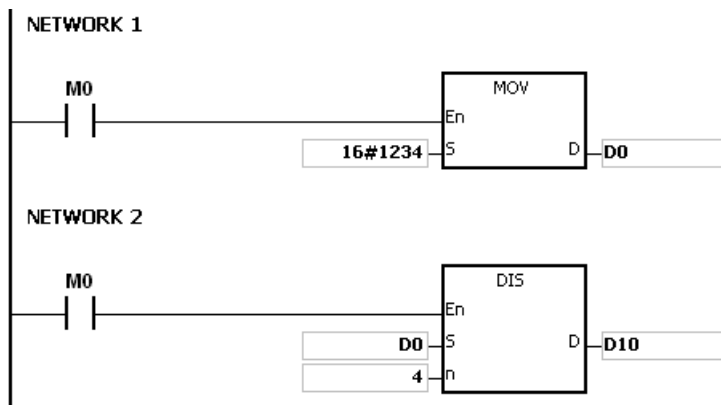 NETWORK 1
M0
MOV
En
16#1234 S D D0
NETWORK 2
M0
DIS
En
D0 S D D10
4 n